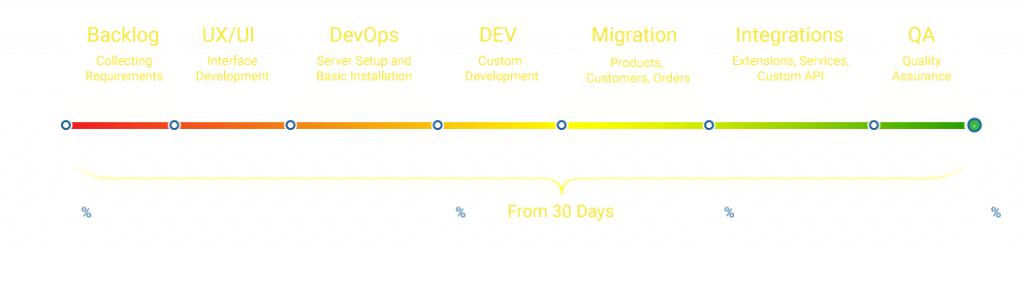 Backlog
UX/UI
DevOps
DEV
Migration
Integrations
QA
Collecting
Requirements
Interface
Development
Server Setup and
Basic Installation
Custom
Development
Products,
Customers, Orders
Extensions, Services,
Custom API
Quality
Assurance
From 30 Days
%
%
%
%